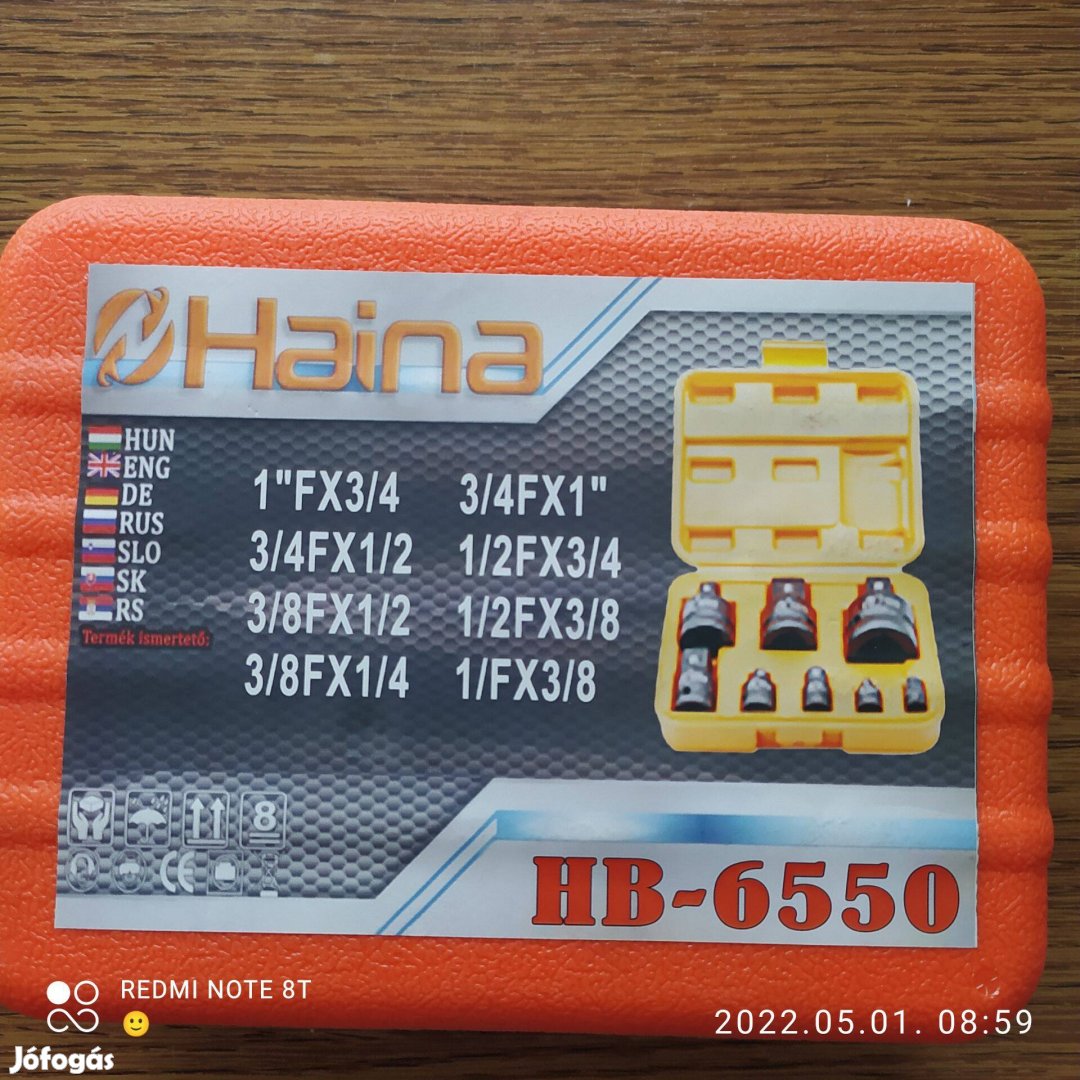 Haina
HUN
ENG
DE
RUS
SLO
SK
RS
Termék ismertető:
1"FX3/4 3/4FX1"
3/4FX1/2 1/2FX3/4
3/8FX1/2 1/2FX3/8
3/8FX1/4 1/FX3/8
8
CE
HB-6550
REDMI NOTE 8T
2022.05.01. 08:59
Jófogás